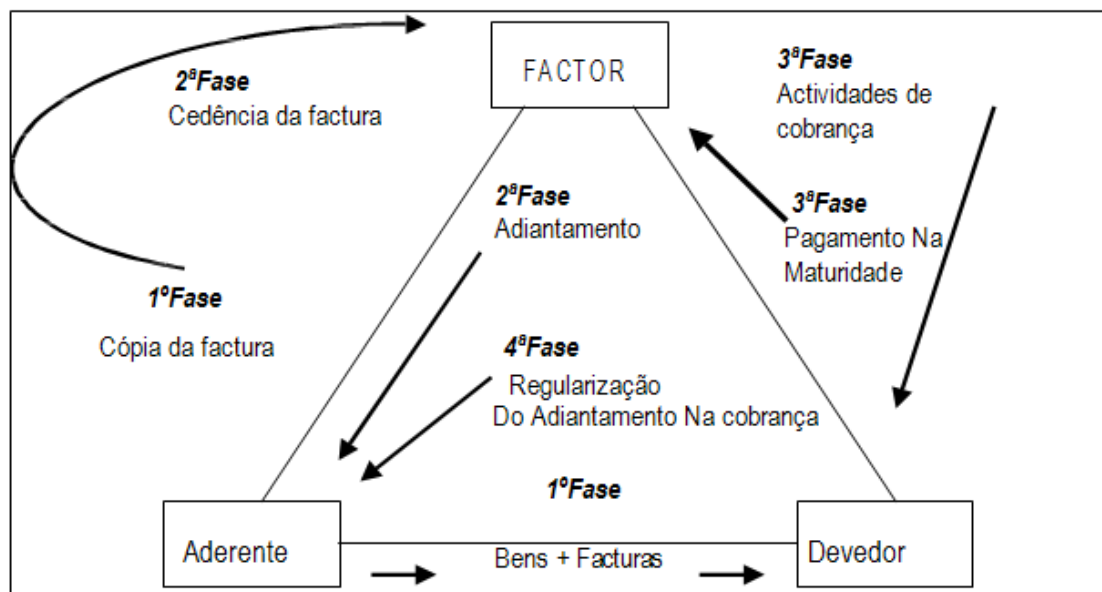 FACTOR
2ªFase
Cedência da factura
3ªFase
Actividades de
cobrança
2ªFase
Adiantamento
3ªFase
Pagamento Na
Maturidade
1ºFase
Cópia da factura
4ªFase
Regularização
Do Adiantamento Na cobrança
1ºFase
Aderente
Bens + Facturas
Devedor